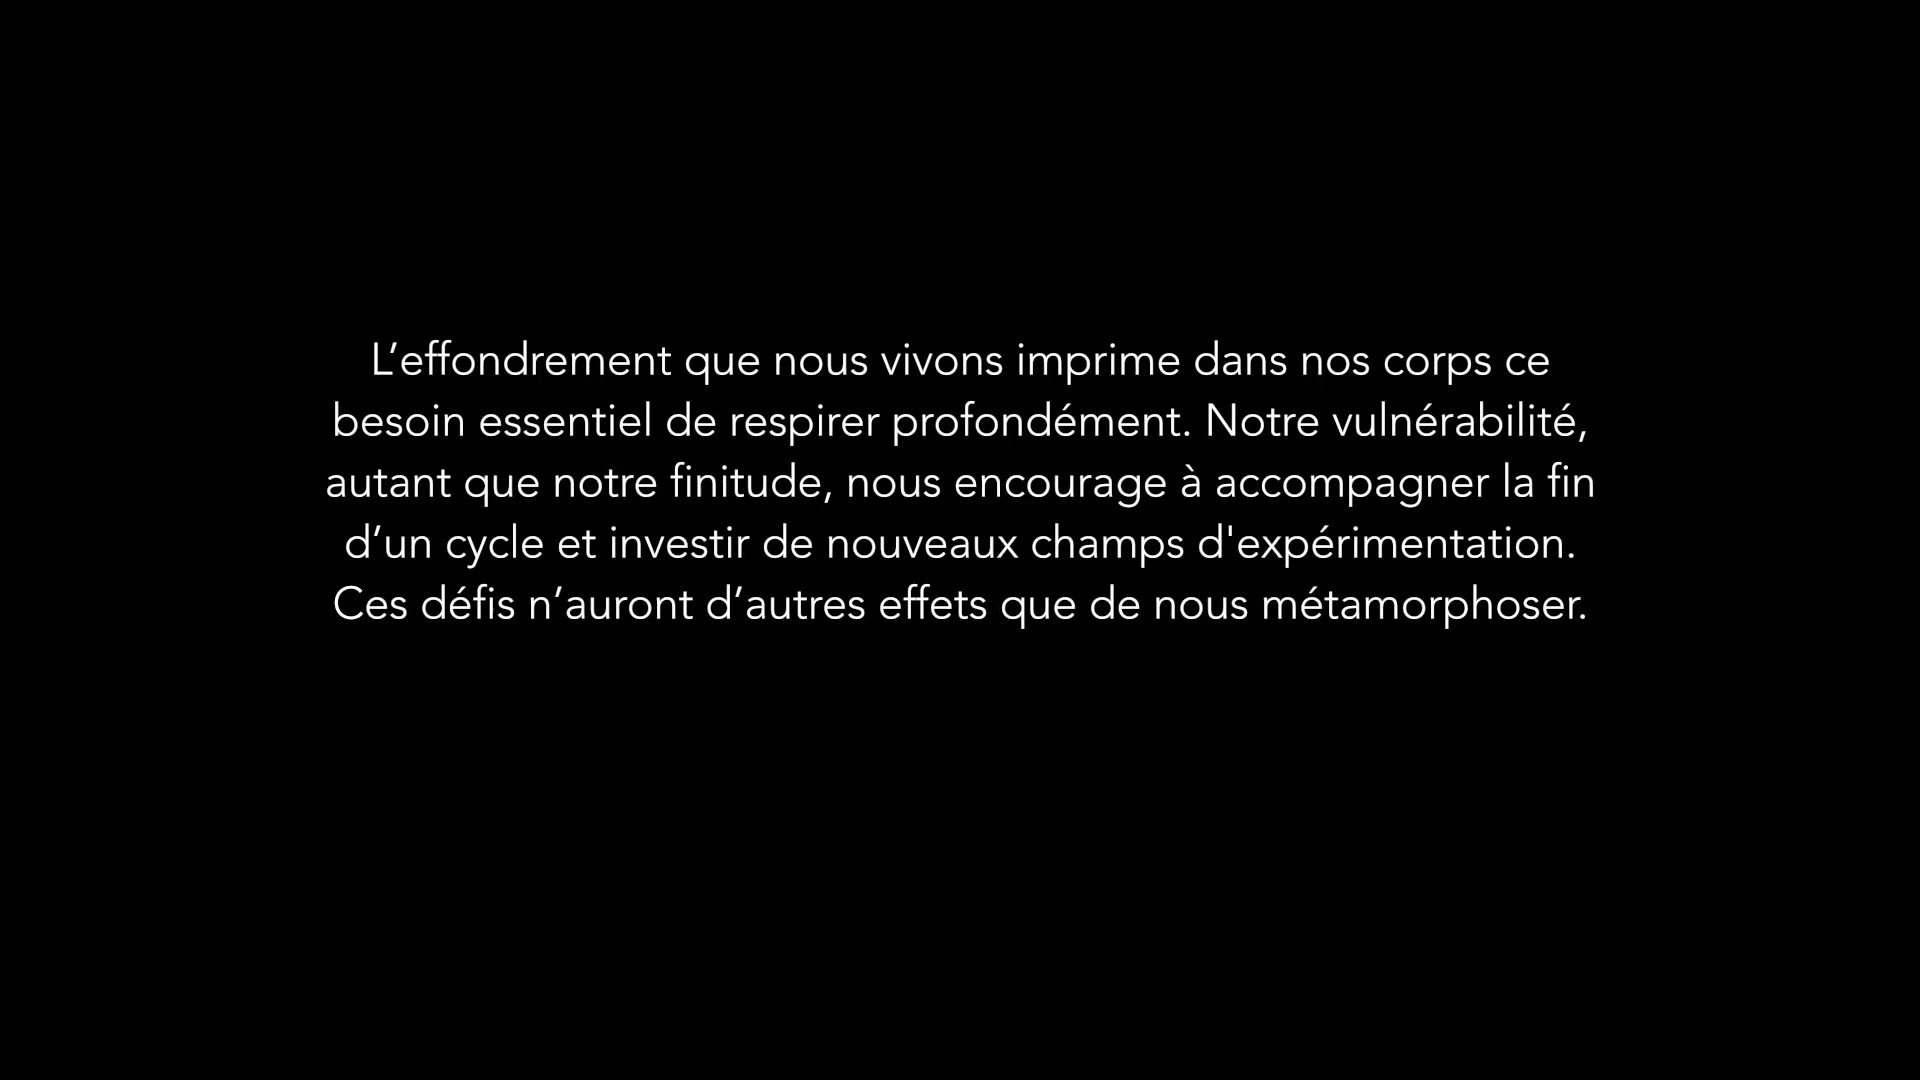 L’effondrement que nous vivons imprime dans nos corps ce
besoin essentiel de respirer profondément. Notre vulnérabilité,
autant que notre finitude, nous encourage à accompagner la fin
d’un cycle et investir de nouveaux champs d'expérimentation.
Ces défis n’auront d’autres effets que de nous métamorphoser.